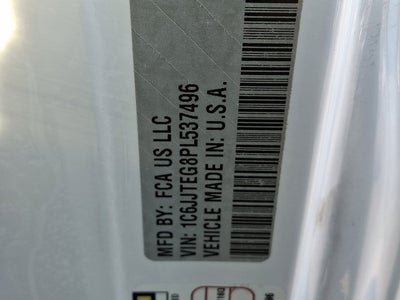 MFD BY: FCA US LLC
VIN: 1C6JJTEG8PL537496
VEHICLE MADE IN: U.S.A.